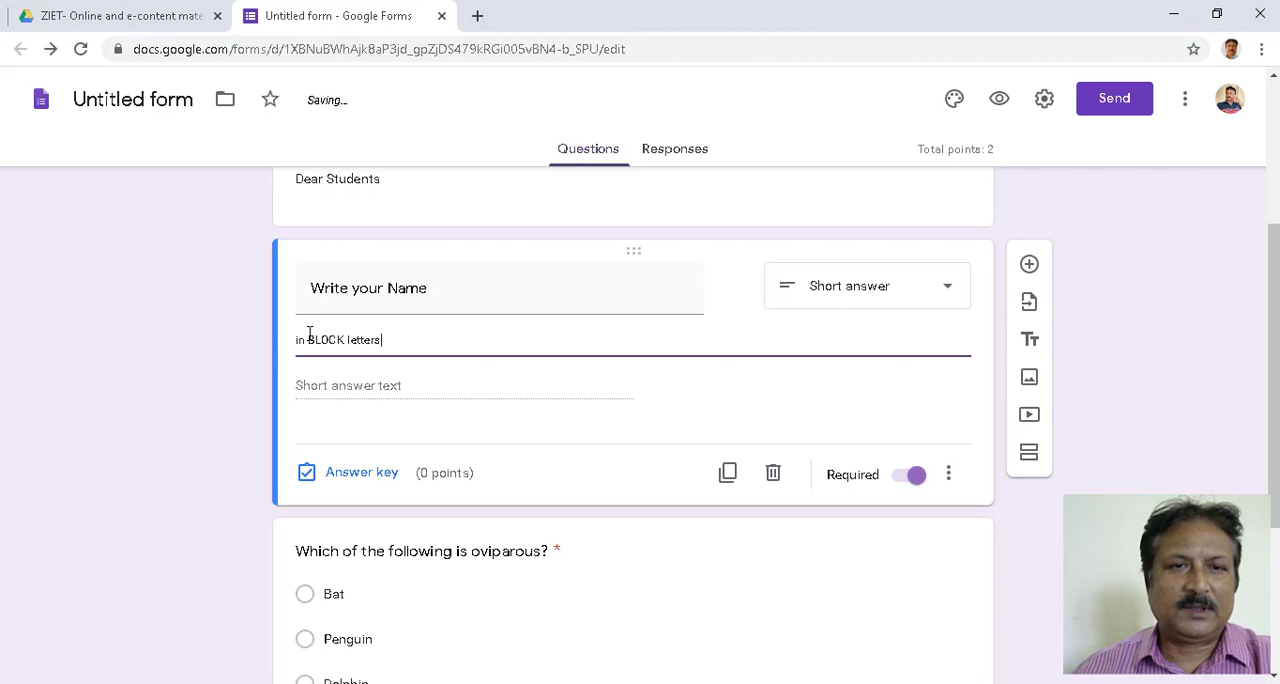 ZIET- Online and e-content mate
Untitled form - Google Forms
docs.google.com/forms/d/1XBNuBWhAjk8aP3jd_gpZjDS479kRGi005vBN4-b_SPU/edit
Untitled form
Saving...
Send
Questions
Responses
Total points: 2
Dear Students
Write your Name
Short answer
in BLOCK letters
Short answer text
Answer key
(0 points)
Required
Which of the following is oviparous? *
Bat
Penguin
Dolphin